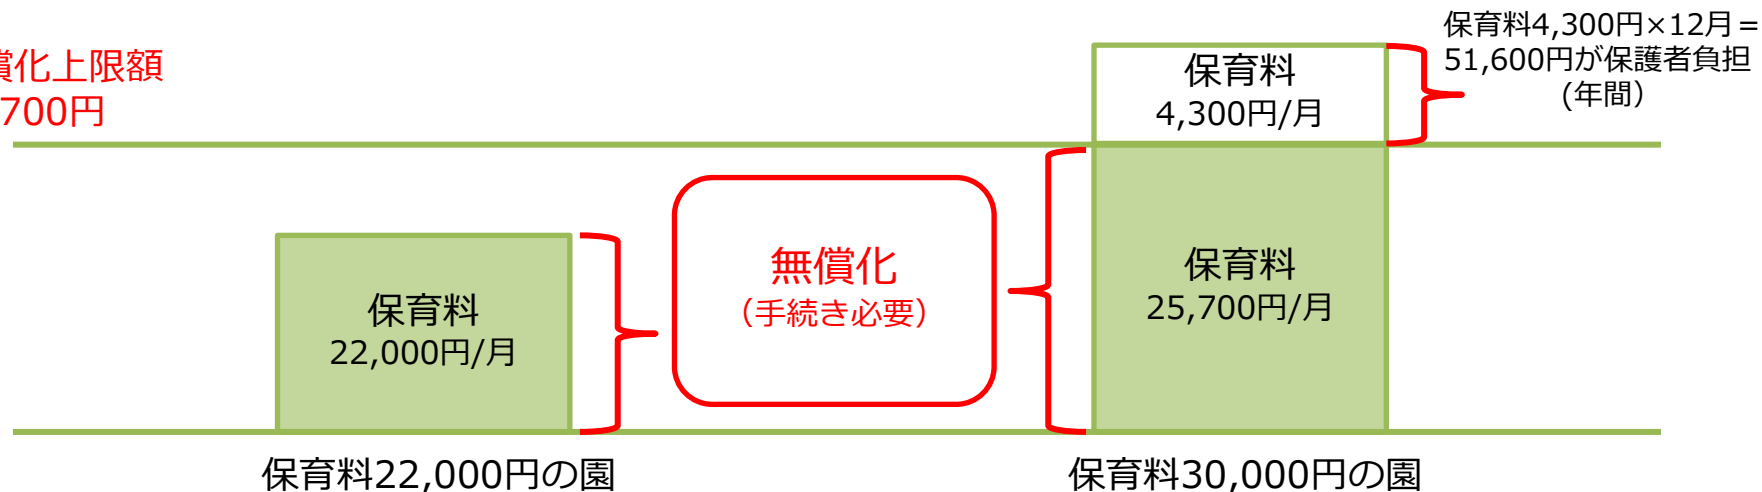 償化上限額
700円
保育料4,300円×12月＝
51,600円が保護者負担
(年間）
保育料
4,300円/月
無償化
（手続き必要）
保育料
25,700円/月
保育料
22,000円/月
保育料22,000円の園
保育料30,000円の園